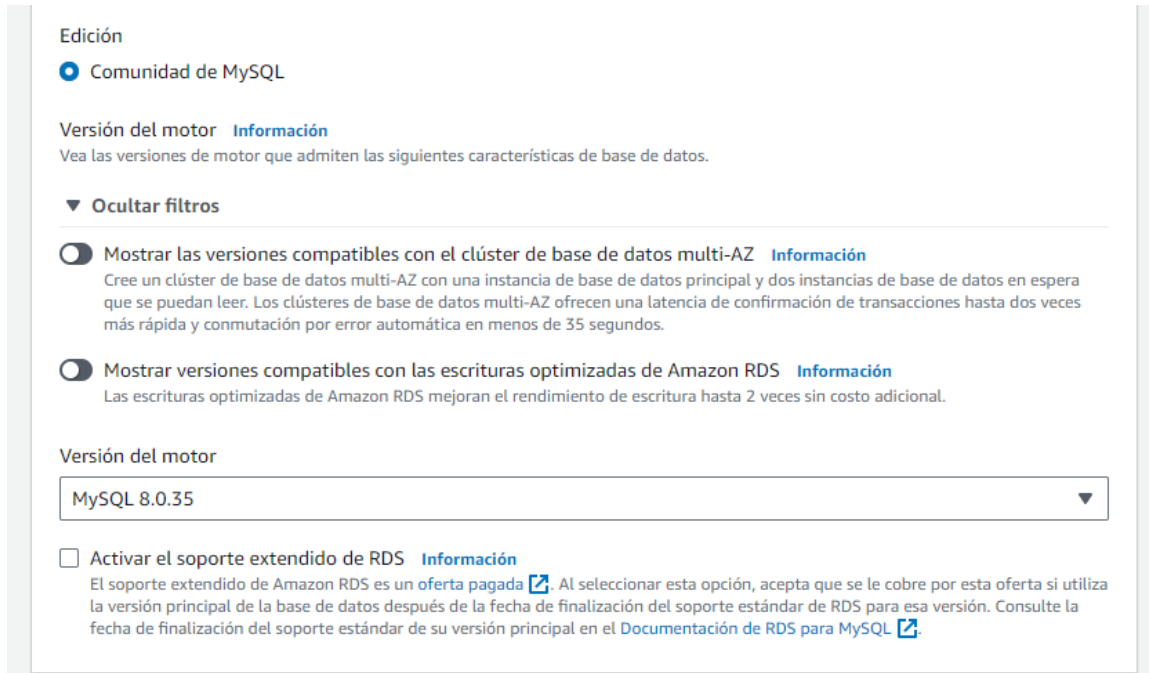 Edición
Comunidad de MySQL
Versión del motor Información
Vea las versiones de motor que admiten las siguientes características de base de datos.
Ocultar filtros
Mostrar las versiones compatibles con el clúster de base de datos multi-AZ Información
Cree un clúster de base de datos multi-AZ con una instancia de base de datos principal y dos instancias de base de datos en espera
que se puedan leer. Los clústeres de base de datos multi-AZ ofrecen una latencia de confirmación de transacciones hasta dos veces
más rápida y conmutación por error automática en menos de 35 segundos.
Mostrar versiones compatibles con las escrituras optimizadas de Amazon RDS Información
Las escrituras optimizadas de Amazon RDS mejoran el rendimiento de escritura hasta 2 veces sin costo adicional.
Versión del motor
MySQL 8.0.35
Activar el soporte extendido de RDS Información
El soporte extendido de Amazon RDS es un oferta pagada. Al seleccionar esta opción, acepta que se le cobre por esta oferta si utiliza
la versión principal de la base de datos después de la fecha de finalización del soporte estándar de RDS para esa versión. Consulte la
fecha de finalización del soporte estándar de su versión principal en el Documentación de RDS para MySQL.